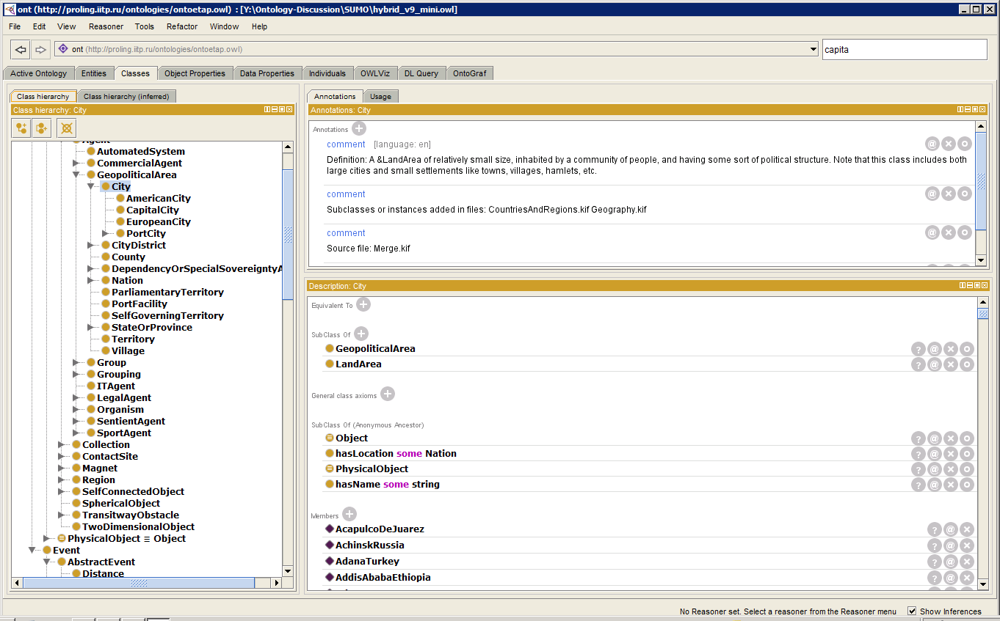 ont (http://proling.iitp.ru/ontologies/ontoetap.owl) : [Y:\Ontology-Discussion\SUMO\hybrid_v9_mini.owl]
File Edit View Reasoner Tools Refactor Window Help
ont (http://proling.iitp.ru/ontologies/ontoetap.owl)
capita
Active Ontology Entities Classes Object Properties Data Properties Individuals OWLViz DL Query OntoGraf
Class hierarchy Class hierarchy (inferred)
Class hierarchy: City
Agent
AutomatedSystem
CommercialAgent
GeopoliticalArea
City
AmericanCity
CapitalCity
EuropeanCity
PortCity
CityDistrict
County
DependencyOrSpecialSovereigntyA
Nation
ParliamentaryTerritory
PortFacility
SelfGoverningTerritory
StateOrProvince
Territory
Village
Group
Grouping
ITAgent
LegalAgent
Organism
SentientAgent
SportAgent
Collection
ContactSite
Magnet
Region
SelfConnectedObject
SphericalObject
TransitwayObstacle
TwoDimensionalObject
PhysicalObject ≡ Object
Event
AbstractEvent
Distance
Annotations Usage
Annotations: City
Annotations
comment [language: en]
Definition: A &LandArea of relatively small size, inhabited by a community of people, and having some sort of political structure. Note that this class includes both
large cities and small settlements like towns, villages, hamlets, etc.
comment
Subclasses or instances added in files: CountriesAndRegions.kif Geography.kif
comment
Source file: Merge.kif
Description: City
Equivalent To
SubClass Of
GeopoliticalArea
LandArea
General class axioms
SubClass Of (Anonymous Ancestor)
Object
hasLocation some Nation
PhysicalObject
hasName some string
Members
AcapulcoDeJuarez
AchinskRussia
AdanaTurkey
AddisAbabaEthiopia
No Reasoner set. Select a reasoner from the Reasoner menu Show Inferences